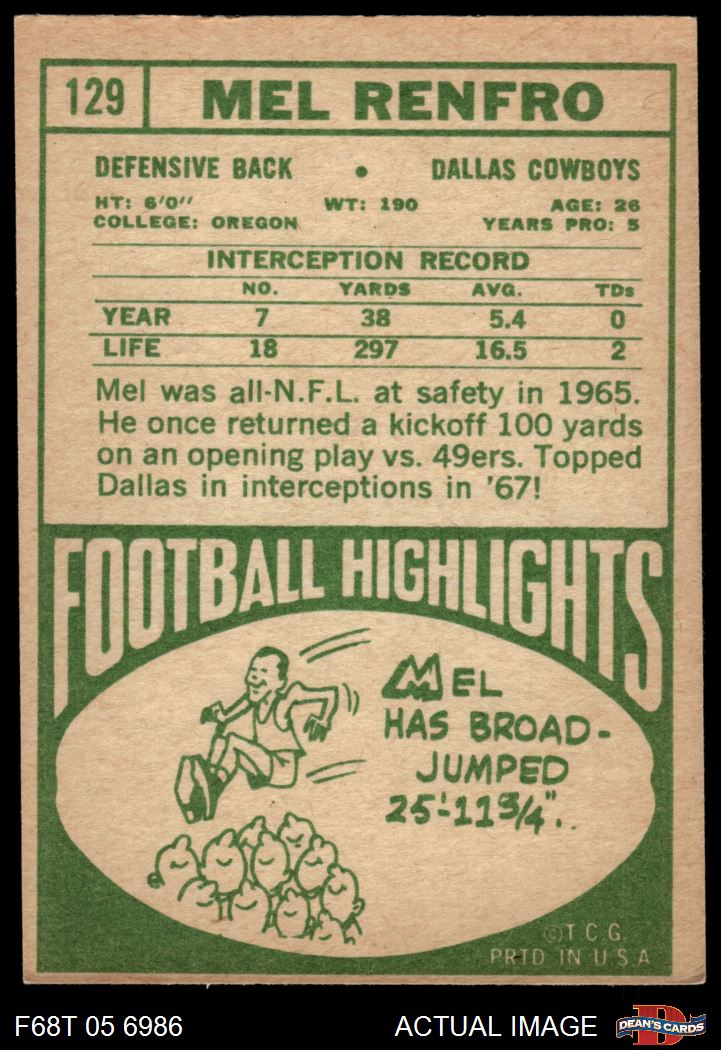 129 MEL RENFRO
DEFENSIVE BACK • DALLAS COWBOYS
HT: 6'0" WT: 190 AGE: 26
COLLEGE: OREGON YEARS PRO: 5
INTERCEPTION RECORD
NO. YARDS AVG. TDs
YEAR 7 38 5.4 0
LIFE 18 297 16.5 2
Mel was all-N.F.L. at safety in 1965.
He once returned a kickoff 100 yards
on an opening play vs. 49ers. Topped
Dallas in interceptions in '67!
FOOTBALL HIGHLIGHTS
MEL
HAS BROAD-
JUMPED
25'-11 3/4"..
©T.C.G.
PRTD IN U.S.A
F68T 05 6986 ACTUAL IMAGE
D
DEAN'S CARDS